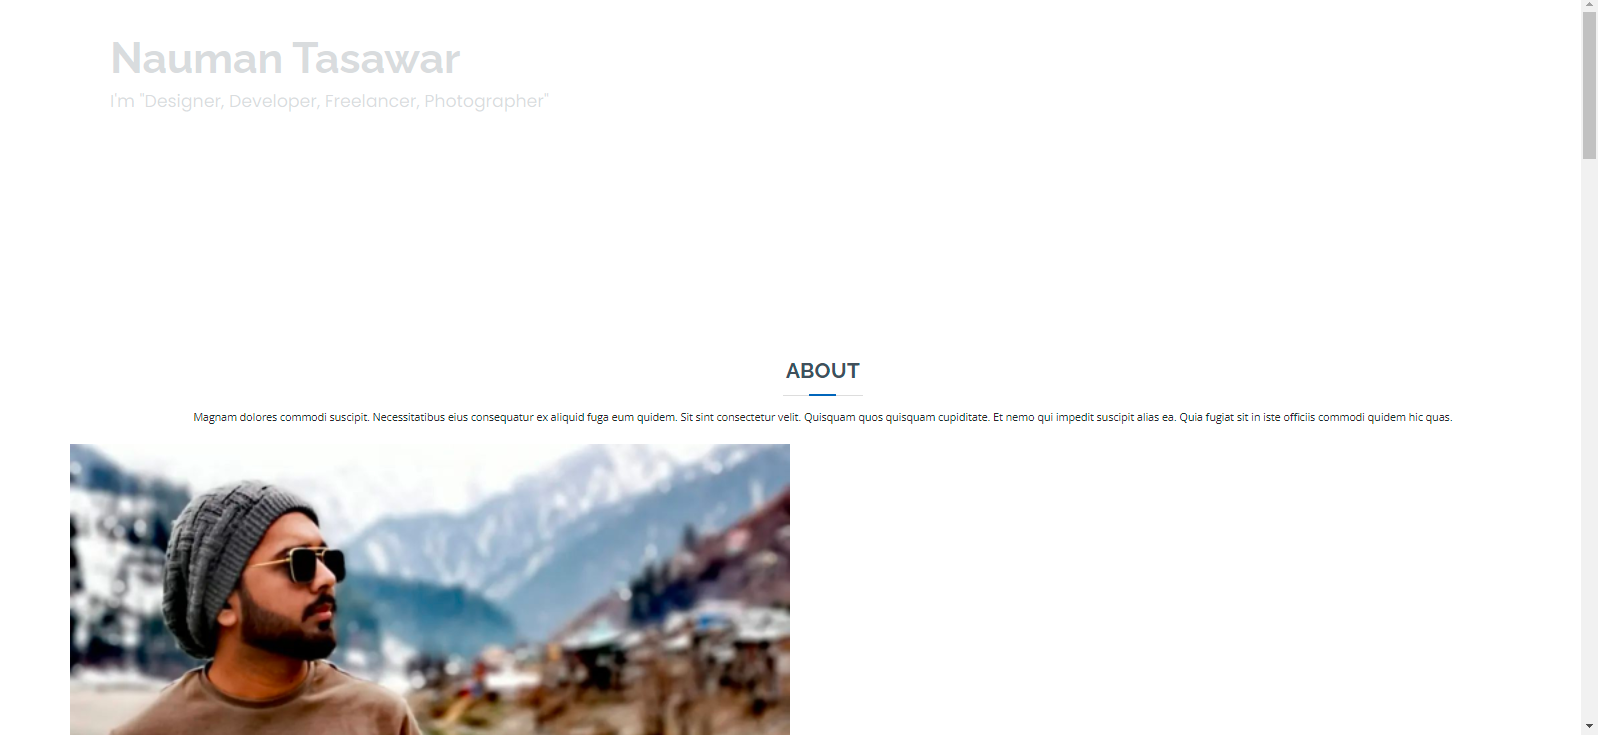 Nauman Tasawar
I'm "Designer, Developer, Freelancer, Photographer"
ABOUT
Magnam dolores commodi suscipit. Necessitatibus eius consequatur ex aliquid fuga eum quidem. Sit sint consectetur velit. Quisquam quos quisquam cupiditate. Et nemo qui impedit suscipit alias ea. Quia fugiat sit in iste officiis commodi quidem hic quas.